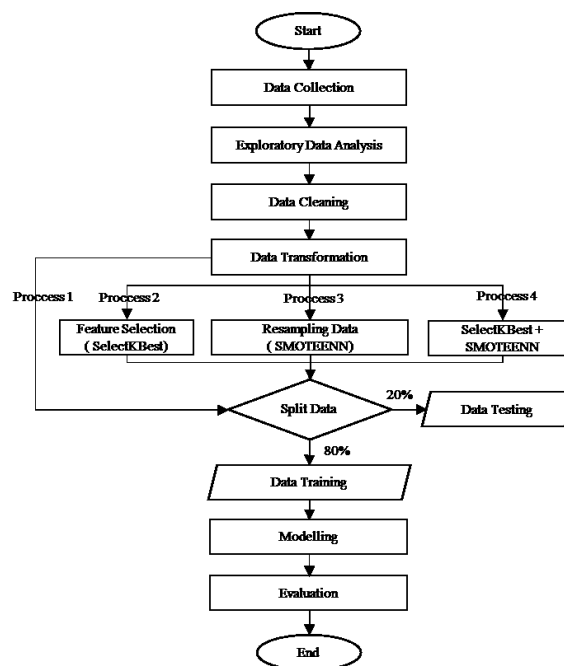 Start
Data Collection
Exploratory Data Analysis
Data Cleaning
Data Transformation
Proccess 1
Proccess 2
Proccess 3
Proccess 4
Feature Selection
( SelectKBest)
Resampling Data
( SMOTEENN)
SelectKBest +
SMOTEENN
Split Data
20%
Data Testing
80%
Data Training
Modelling
Evaluation
End